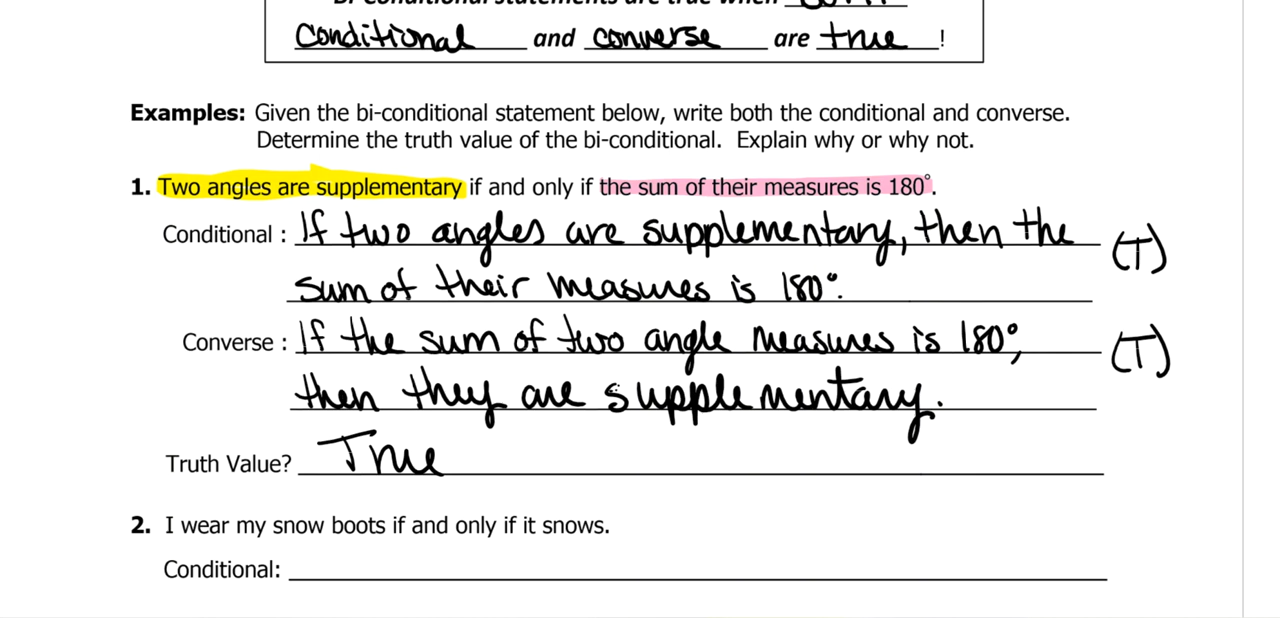 conditional and converse are true !
Examples: Given the bi-conditional statement below, write both the conditional and converse.
Determine the truth value of the bi-conditional. Explain why or why not.
1. Two angles are supplementary if and only if the sum of their measures is 180°.
Conditional : If two angles are supplementary, then the (T)
sum of their measures is 180°.
Converse : If the sum of two angle measures is 180°, (T)
then they are supplementary.
Truth Value? True
2. I wear my snow boots if and only if it snows.
Conditional: